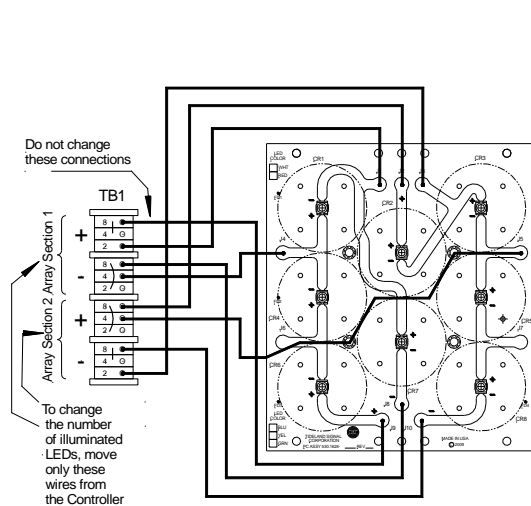 Do not change
these connections
TB1
Array Section 1
+
-
Array Section 2
+
-
8
4 G
2
8
4 G
2
8
4 G
2
8
4 G
2
To change
the number
of illuminated
LEDs, move
only these
wires from
the Controller
LED
COLOR
WHT
RED
CR1
CR2
CR3
J4
J5
CR4
CR5
J6
J7
CR6
CR7
CR8
J8
J9
J10
LED
COLOR
BLU
YEL
GRN
TIDELAND SIGNAL
CORPORATION
MADE IN USA